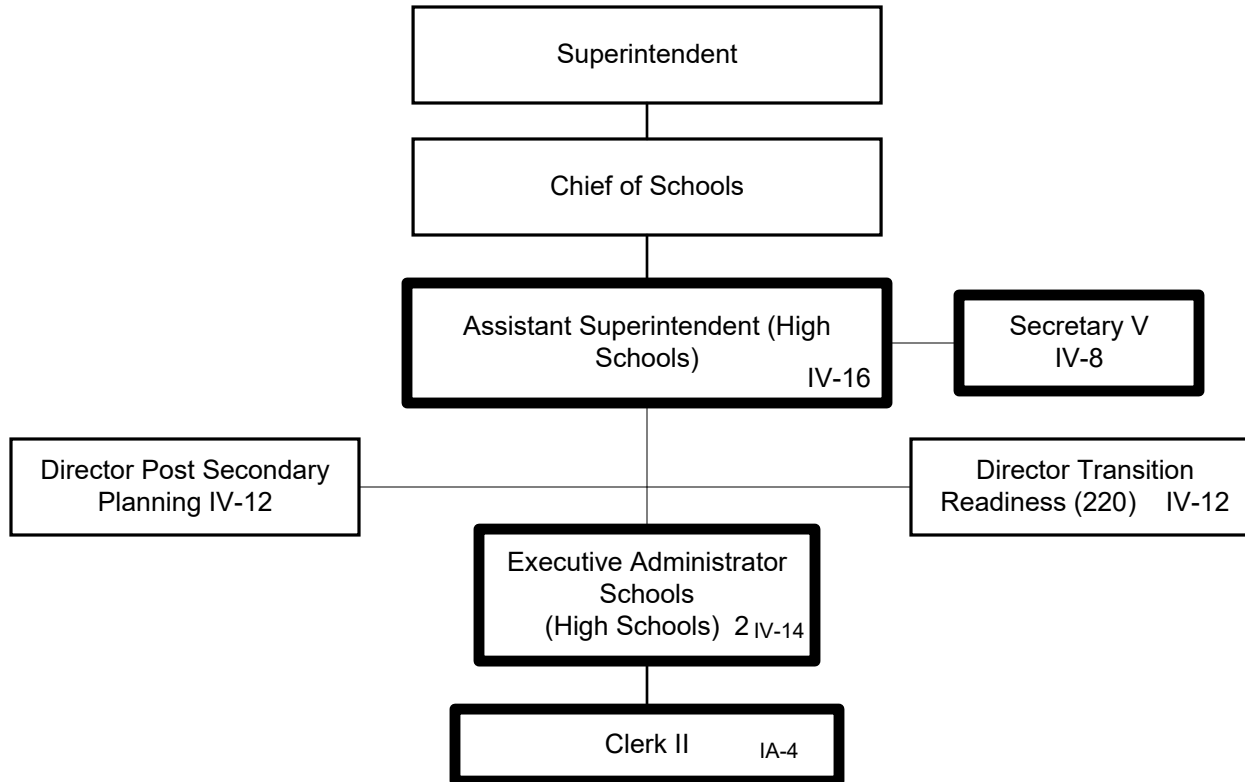 Superintendent
Chief of Schools
Assistant Superintendent (High
Schools)
IV-16
Secretary V
IV-8
Director Post Secondary
Planning IV-12
Director Transition
Readiness (220) IV-12
Executive Administrator
Schools
(High Schools) 2 IV-14
Clerk II IA-4